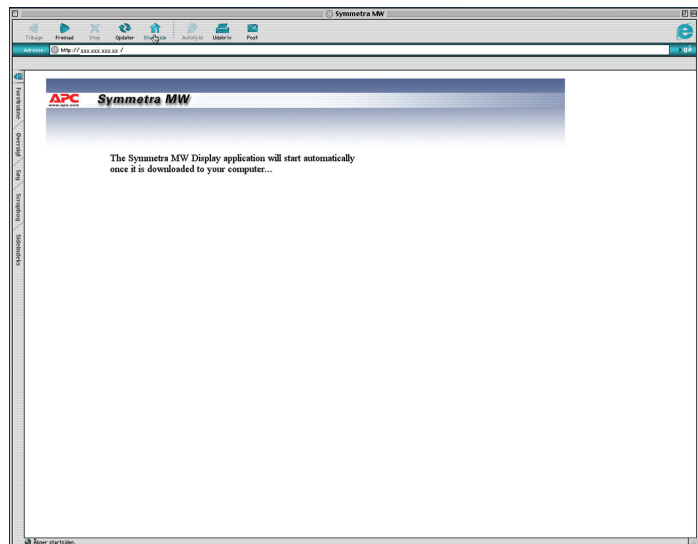 Symmetra MW
Tilbage Fremad Stop Opdater Startside Autofyld Udskriv Post
Adresse http:// xxx xxx xxx xx / gå
APC Symmetra MW
www.apc.com
Foretrukne
Oversigt
Søg
Scrapbog
Sideindeks
The Symmetra MW Display application will start automatically
once it is downloaded to your computer...
Åbner startsiden.